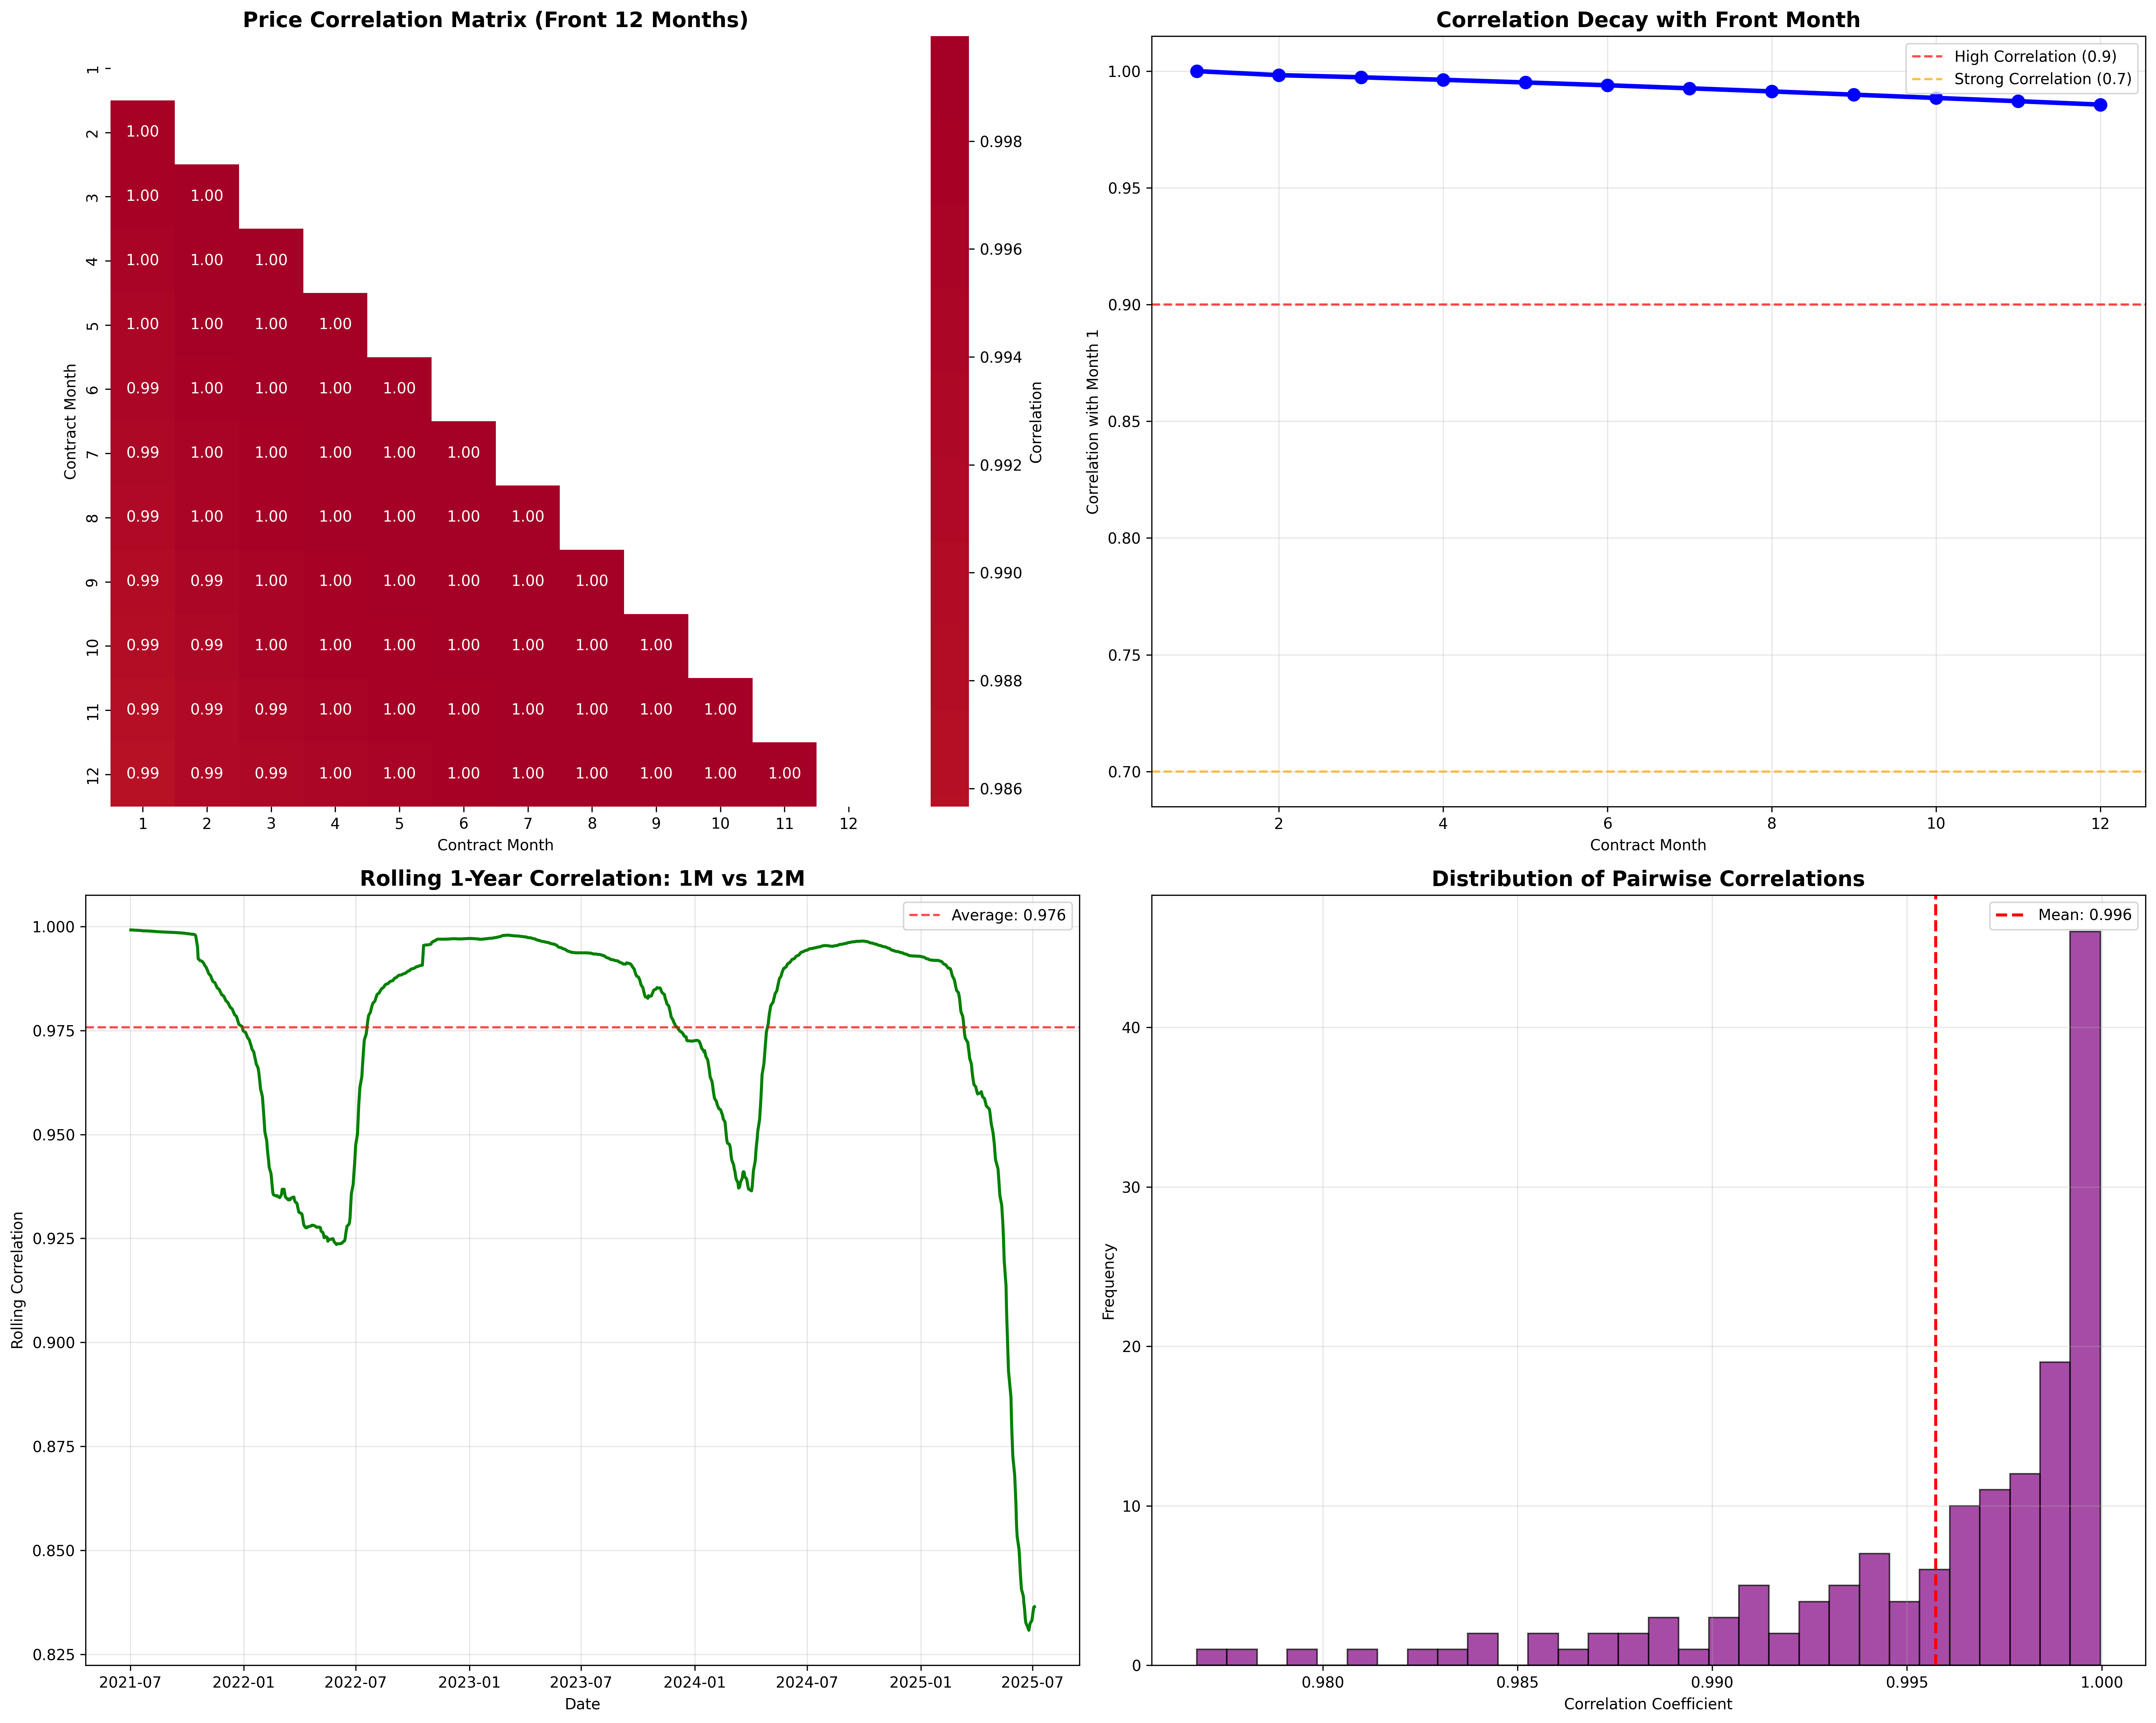 Price Correlation Matrix (Front 12 Months)
Contract Month
1
2
1.00
3
1.00 1.00
4
1.00 1.00 1.00
5
1.00 1.00 1.00 1.00
6
0.99 1.00 1.00 1.00 1.00
7
0.99 1.00 1.00 1.00 1.00 1.00
8
0.99 1.00 1.00 1.00 1.00 1.00 1.00
9
0.99 0.99 1.00 1.00 1.00 1.00 1.00 1.00
10
0.99 0.99 1.00 1.00 1.00 1.00 1.00 1.00 1.00
11
0.99 0.99 0.99 1.00 1.00 1.00 1.00 1.00 1.00 1.00
12
0.99 0.99 0.99 1.00 1.00 1.00 1.00 1.00 1.00 1.00 1.00
1 2 3 4 5 6 7 8 9 10 11 12
Contract Month
0.998
0.996
0.994
0.992
0.990
0.988
0.986
Correlation
Correlation Decay with Front Month
High Correlation (0.9)
Strong Correlation (0.7)
Correlation with Month 1
1.00
0.95
0.90
0.85
0.80
0.75
0.70
2 4 6 8 10 12
Contract Month
Rolling 1-Year Correlation: 1M vs 12M
Average: 0.976
Rolling Correlation
1.000
0.975
0.950
0.925
0.900
0.875
0.850
0.825
2021-07 2022-01 2022-07 2023-01 2023-07 2024-01 2024-07 2025-01 2025-07
Date
Distribution of Pairwise Correlations
Mean: 0.996
Frequency
40
30
20
10
0
0.980 0.985 0.990 0.995 1.000
Correlation Coefficient